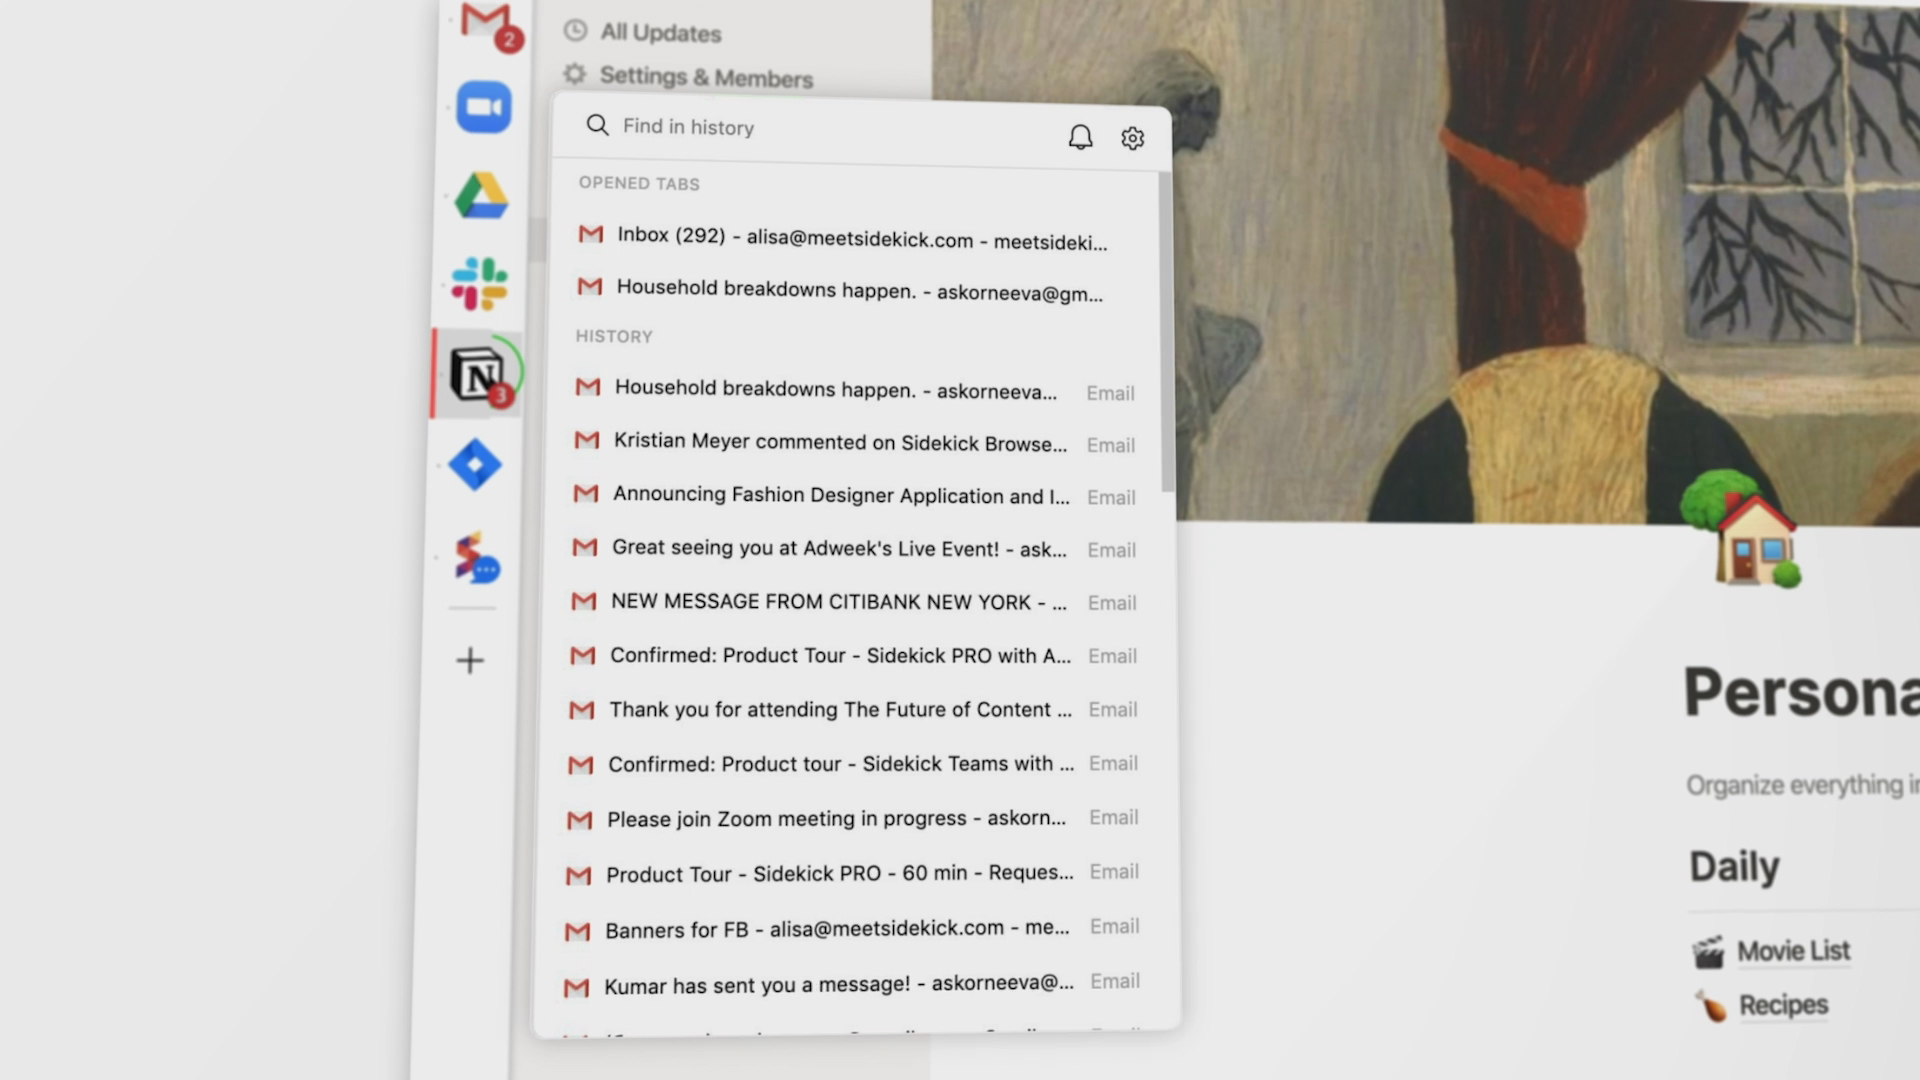 2
All Updates
Settings & Members
Find in history
OPENED TABS
Inbox (292) - alisa@meetsidekick.com - meetsideki...
Household breakdowns happen. - askorneeva@gm...
HISTORY
Household breakdowns happen. - askorneeva... Email
Kristian Meyer commented on Sidekick Browse... Email
Announcing Fashion Designer Application and I... Email
Great seeing you at Adweek's Live Event! - ask... Email
NEW MESSAGE FROM CITIBANK NEW YORK - ... Email
Confirmed: Product Tour - Sidekick PRO with A... Email
Thank you for attending The Future of Content ... Email
Confirmed: Product tour - Sidekick Teams with ... Email
Please join Zoom meeting in progress - askorn... Email
Product Tour - Sidekick PRO - 60 min - Reques... Email
Banners for FB - alisa@meetsidekick.com - me... Email
Kumar has sent you a message! - askorneeva@... Email
N
3
Persona
Organize everything i
Daily
Movie List
Recipes